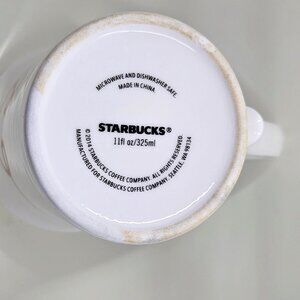 MICROWAVE AND DISHWASHER SAFE.
MADE IN CHINA
STARBUCKS®
11fl oz/325ml
© 2014 STARBUCKS COFFEE COMPANY. ALL RIGHTS RESERVED.
MANUFACTURED FOR STARBUCKS COFFEE COMPANY, SEATTLE, WA 98134